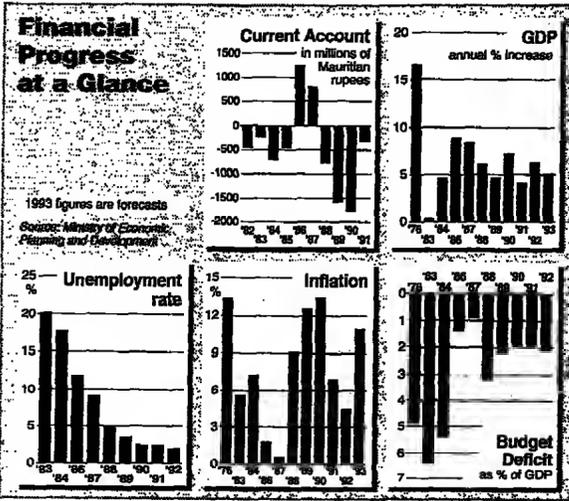 Financial
Progress
at a Glance
1993 figures are forecasts
Source: Ministry of Economic
Planning and Development
Current Account
in millions of
Mauritian
rupees
1500
1000
500
0
-500
-1000
-1500
-2000
'82 '84 '86 '88 '90
'83 '85 '87 '89 '91
GDP
annual % increase
20
15
10
5
0
'76 '84 '86 '89 '91 '93
'83 '85 '88 '90 '92
Unemployment
rate
25
%
20
15
10
5
0
'83 '86 '88 '90 '92
'84 '87 '89 '91
Inflation
15
%
12
9
6
3
0
'76 '84 '87 '89 '91 '93
'83 '86 '88 '90 '92
'83 '86 '88 '90 '92
'76 '84 '87 '89 '91
0
1
2
3
4
5
6
7
Budget
Deficit
as % of GDP